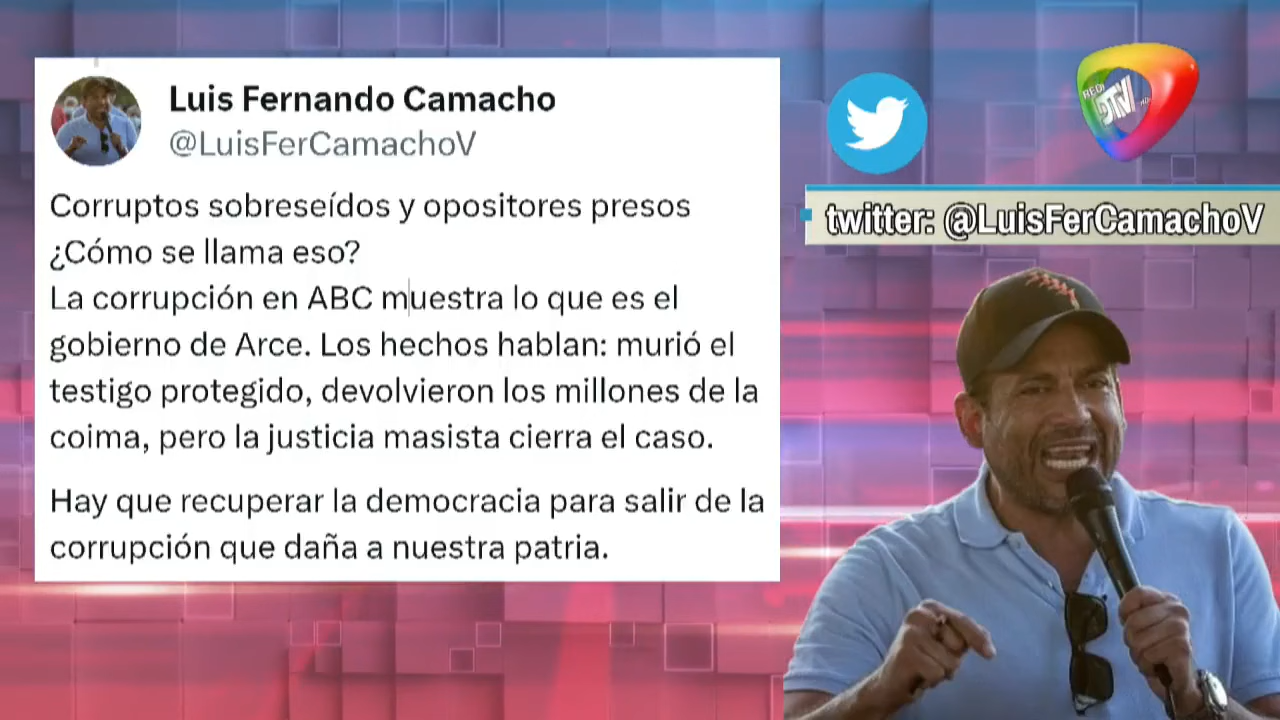 Luis Fernando Camacho
@LuisFerCamachoV
Corruptos sobreseídos y opositores presos
¿Cómo se llama eso?
La corrupción en ABC muestra lo que es el
gobierno de Arce. Los hechos hablan: murió el
testigo protegido, devolvieron los millones de la
coima, pero la justicia masista cierra el caso.
Hay que recuperar la democracia para salir de la
corrupción que daña a nuestra patria.
RED
DTV
HD
twitter: @LuisFerCamachoV